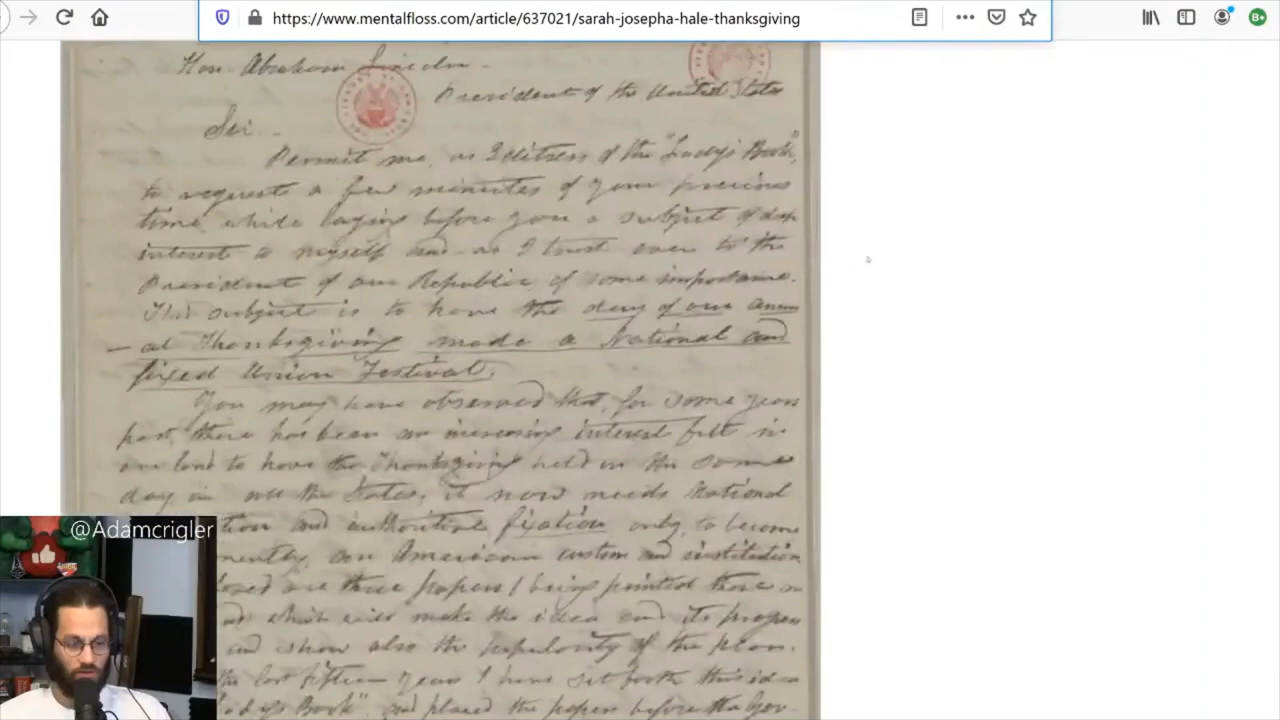 https://www.mentalfloss.com/article/637021/sarah-josepha-hale-thanksgiving
Hon. Abraham Lincoln -
President of the United States
Sir.
Permit me, as Editress of the "Lady's Book",
to request a few minutes of your precious
time, while laying before you a subject of deep
interest to myself and as I trust even to the
President of our Republic, of some importance.
This subject is to have the day of our annu
-al Thanksgiving made a National and
fixed Union Festival.
You may have observed that, for some years
past, there has been an increasing interest felt in
our land to have the Thanksgiving held on the same
day, in all the States; it now needs National
tion and authoritive fixation, only, to become
nently, an American custom and institution
losed are three papers (being printed these
which will make the idea and its
and show also the popularity of the plan.
the last fifteen years I have set forth this idea
ady's Book", and placed the papers before the Gov-
@Adamcrigler